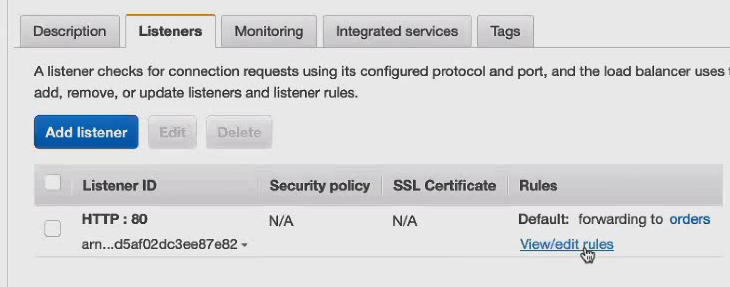 Description Listeners Monitoring Integrated services Tags
A listener checks for connection requests using its configured protocol and port, and the load balancer uses
add, remove, or update listeners and listener rules.
Add listener Edit Delete
Listener ID Security policy SSL Certificate Rules
HTTP : 80 N/A N/A Default: forwarding to orders
arn...d5af02dc3ee87e82 View/edit rules